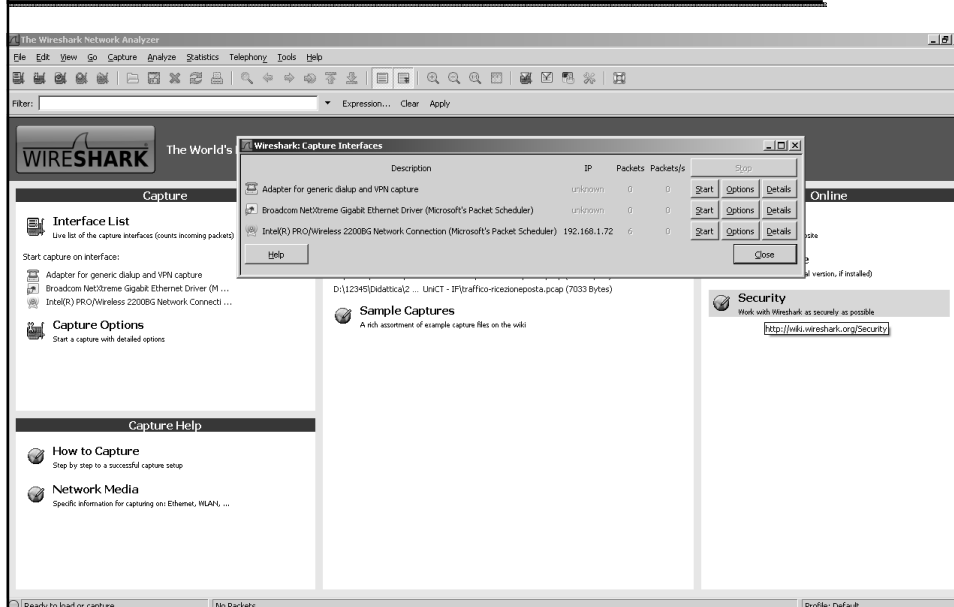 The Wireshark Network Analyzer
File Edit View Go Capture Analyze Statistics Telephony Tools Help
Filter: Expression... Clear Apply
WIRESHARK
The World's
Wireshark: Capture Interfaces
Description IP Packets Packets/s Stop
Adapter for generic dialup and VPN capture unknown 0 0 Start Options Details
Broadcom NetXtreme Gigabit Ethernet Driver (Microsoft's Packet Scheduler) unknown 0 0 Start Options Details
Intel(R) PRO/Wireless 2200BG Network Connection (Microsoft's Packet Scheduler) 192.168.1.72 6 0 Start Options Details
Help Close
Capture
Interface List
Live list of the capture interfaces (counts incoming packets)
Start capture on interface:
Adapter for generic dialup and VPN capture
Broadcom NetXtreme Gigabit Ethernet Driver (M ...
Intel(R) PRO/Wireless 2200BG Network Connecti ...
Capture Options
Start a capture with detailed options
Capture Help
How to Capture
Step by step to a successful capture setup
Network Media
Specific information for capturing on: Ethernet, WLAN, ...
D:\12345\Didattica\2 ... UniCT - IF\traffico-ricezioneposta.pcap (7033 Bytes)
Sample Captures
A rich assortment of example capture files on the wiki
Online
version, if installed)
Security
Work with Wireshark as securely as possible
http://wiki.wireshark.org/Security
Ready to load or capture No Packets Profile: Default